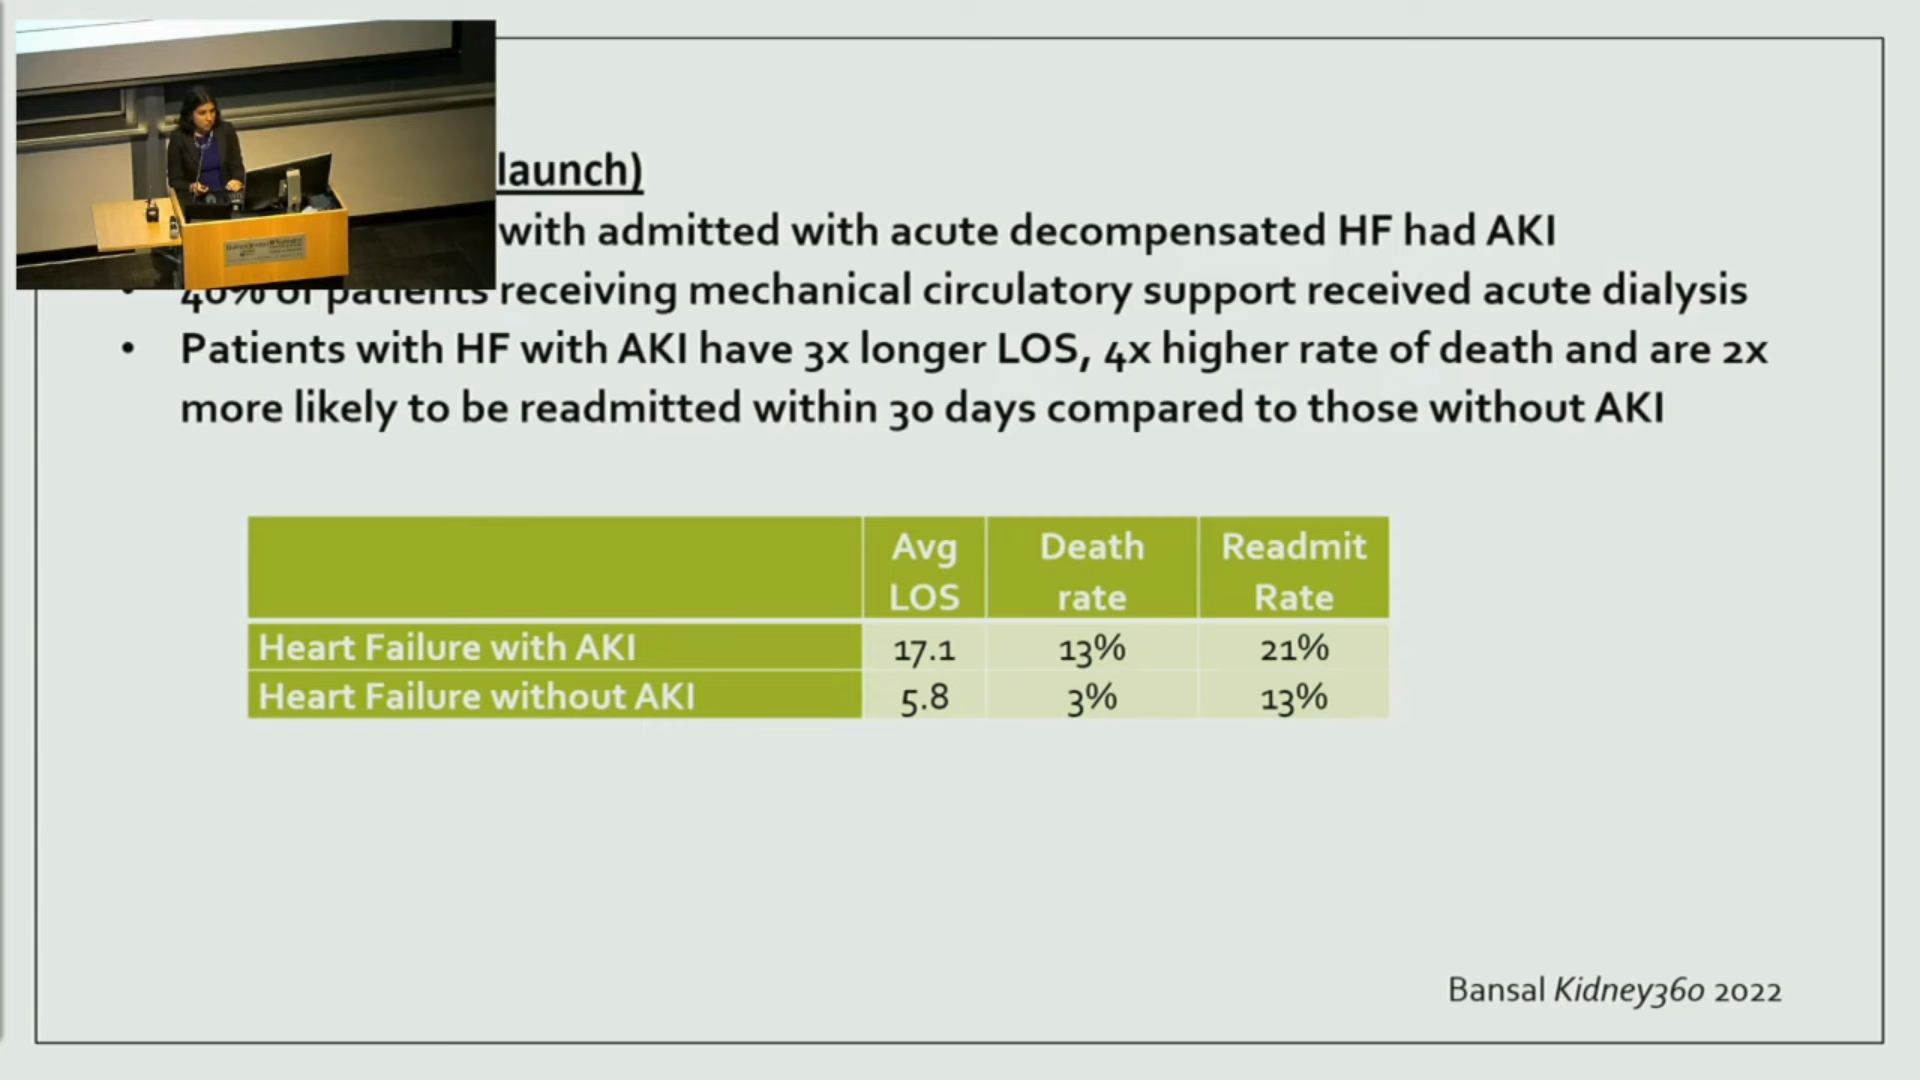 launch)
with admitted with acute decompensated HF had AKI
• 40% of patients receiving mechanical circulatory support received acute dialysis
• Patients with HF with AKI have 3x longer LOS, 4x higher rate of death and are 2x
more likely to be readmitted within 30 days compared to those without AKI
Avg LOS Death rate Readmit Rate
Heart Failure with AKI 17.1 13% 21%
Heart Failure without AKI 5.8 3% 13%
Bansal Kidney360 2022